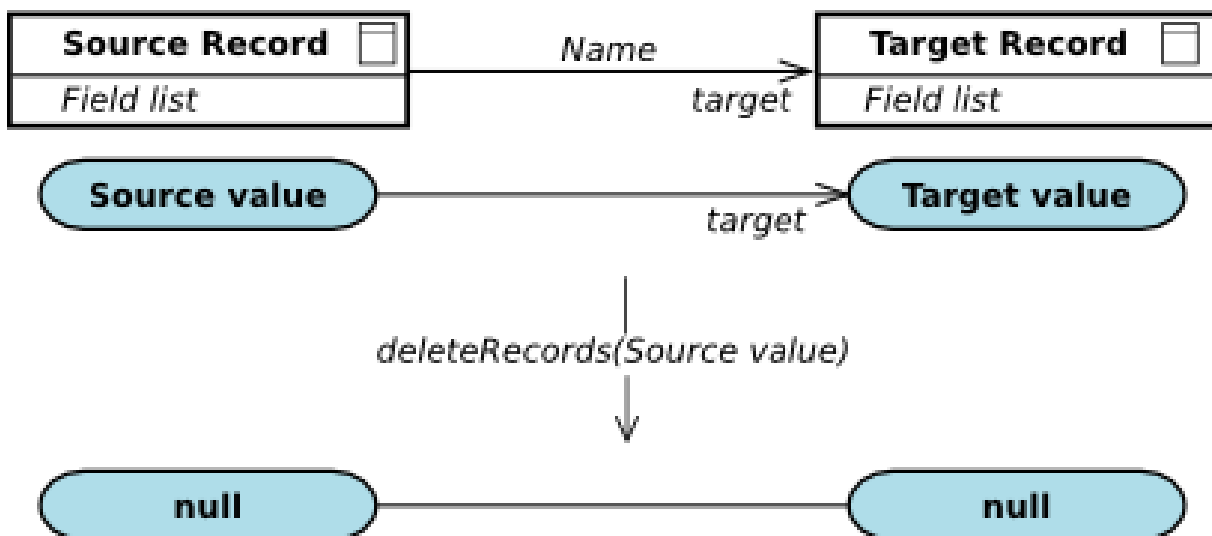 Source Record
Name
Target Record
Field list
target
Field list
Source value
target
Target value
deleteRecords(Source value)
null
null